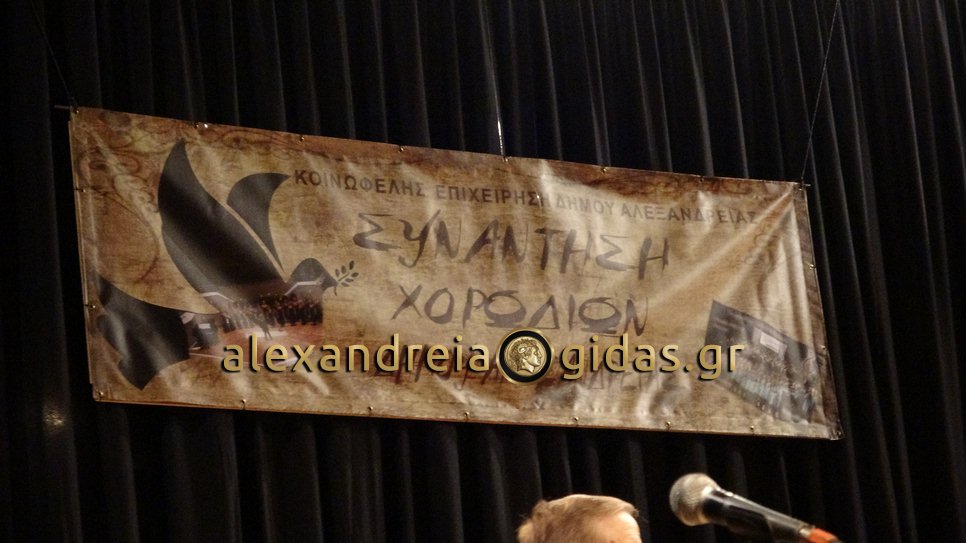 ΚΟΙΝΩΦΕΛΗΣ ΕΠΙΧΕΙΡΗΣΗ ΔΗΜΟΥ ΑΛΕΞΑΝΔΡΕΙΑΣ
ΣΥΝΑΝΤΗΣΗ
ΧΟΡΩΔΙΩΝ
alexandreia gidas.gr